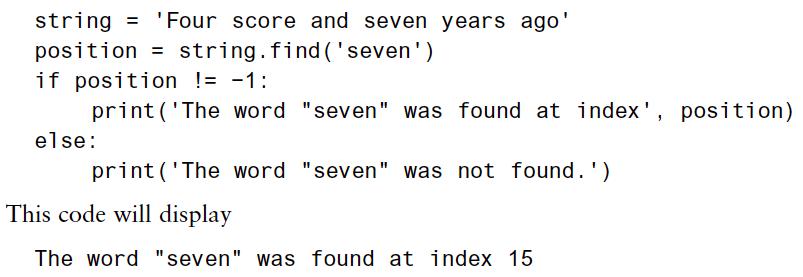 string = 'Four score and seven years ago'
position = string.find('seven')
if position != −1:
    print('The word "seven" was found at index', position)
else:
    print('The word "seven" was not found.')
This code will display
The word "seven" was found at index 15